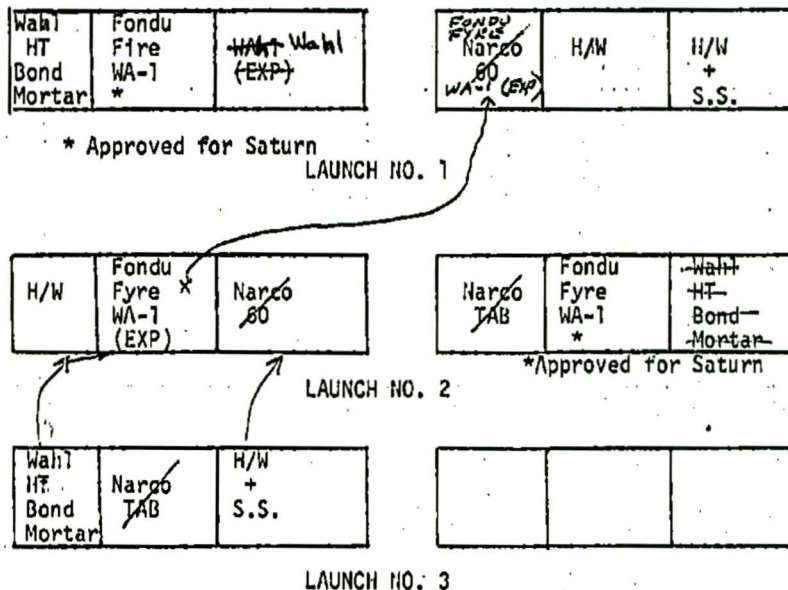 Wahl
HT
Bond
Mortar
Fondu
Fire
WA-1
*
Wahl
(EXP)
FONDU
FYRE
Narco
60
WA-1 (EXP)
H/W
H/W
+
S.S.
* Approved for Saturn
LAUNCH NO. 1
H/W
Fondu
Fyre x
WA-1
(EXP)
Narco
60
Narco
TAB
Fondu
Fyre
WA-1
*
Wahl
HT
Bond
Mortar
*Approved for Saturn
LAUNCH NO. 2
Wahl
HT
Bond
Mortar
Narco
TAB
H/W
+
S.S.
LAUNCH NO. 3